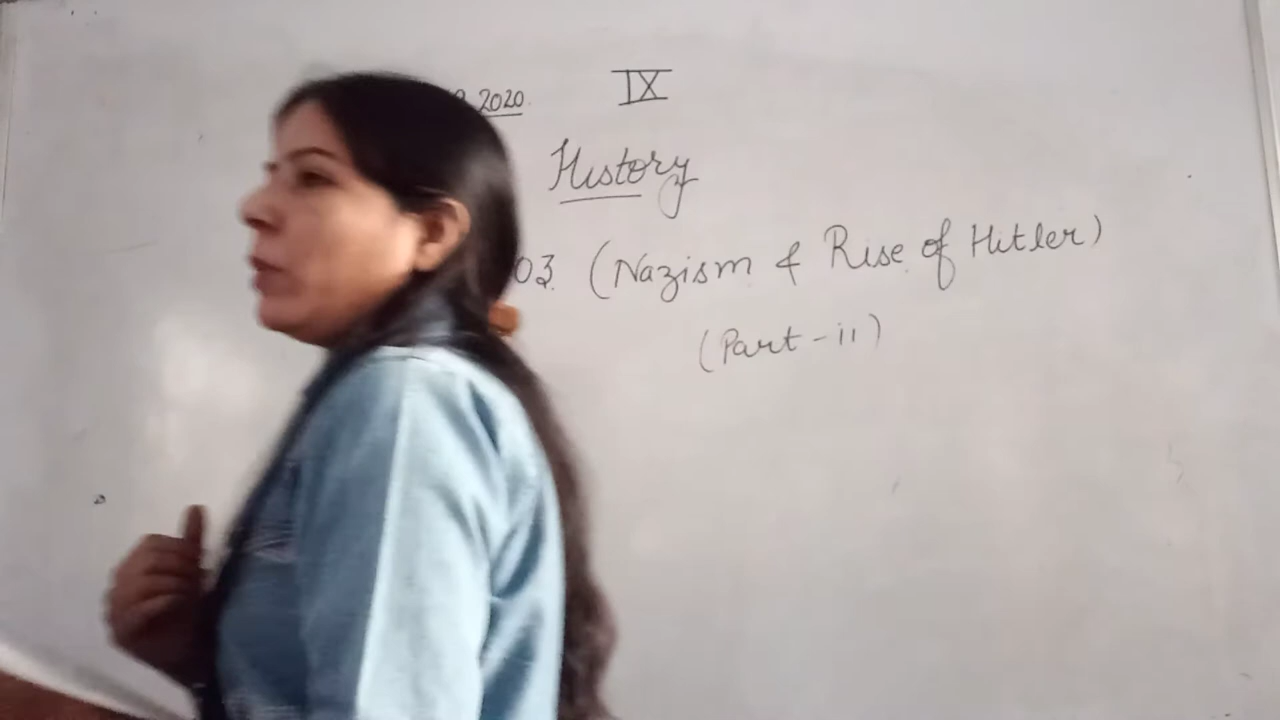 2020
IX
History
03 (Nazism & Rise of Hitler)
(Part-ii)